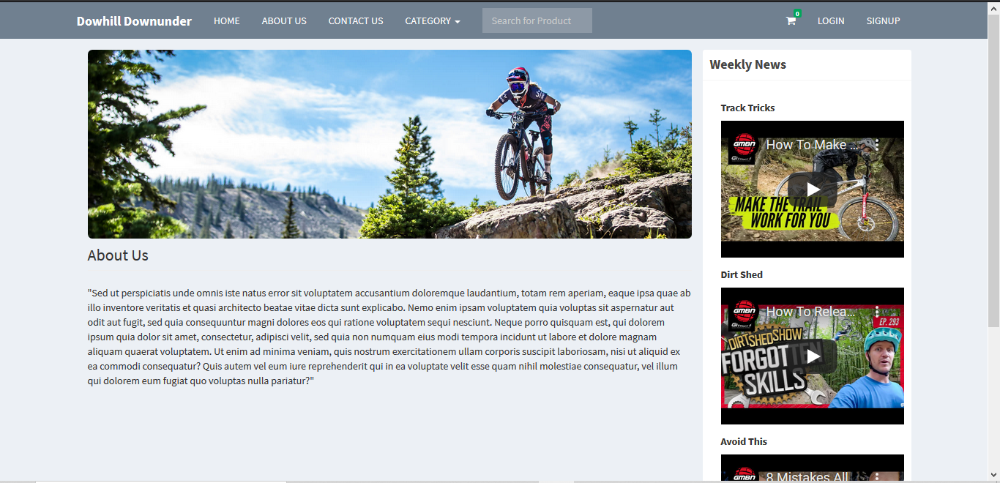 Dowhill Downunder
HOME
ABOUT US
CONTACT US
CATEGORY
Search for Product
0
LOGIN
SIGNUP
About Us
"Sed ut perspiciatis unde omnis iste natus error sit voluptatem accusantium doloremque laudantium, totam rem aperiam, eaque ipsa quae ab
illo inventore veritatis et quasi architecto beatae vitae dicta sunt explicabo. Nemo enim ipsam voluptatem quia voluptas sit aspernatur aut
odit aut fugit, sed quia consequuntur magni dolores eos qui ratione voluptatem sequi nesciunt. Neque porro quisquam est, qui dolorem
ipsum quia dolor sit amet, consectetur, adipisci velit, sed quia non numquam eius modi tempora incidunt ut labore et dolore magnam
aliquam quaerat voluptatem. Ut enim ad minima veniam, quis nostrum exercitationem ullam corporis suscipit laboriosam, nisi ut aliquid ex
ea commodi consequatur? Quis autem vel eum iure reprehenderit qui in ea voluptate velit esse quam nihil molestiae consequatur, vel illum
qui dolorem eum fugiat quo voluptas nulla pariatur?"
Weekly News
Track Tricks
GMBN
How To Make ...
MAKE THE TRAIL
WORK FOR YOU
Dirt Shed
GMBN
How To Relea...
EP. 293
DIRTSHEDSHOW
FORGOTTEN
SKILLS
Avoid This
GMBN
8 Mistakes All